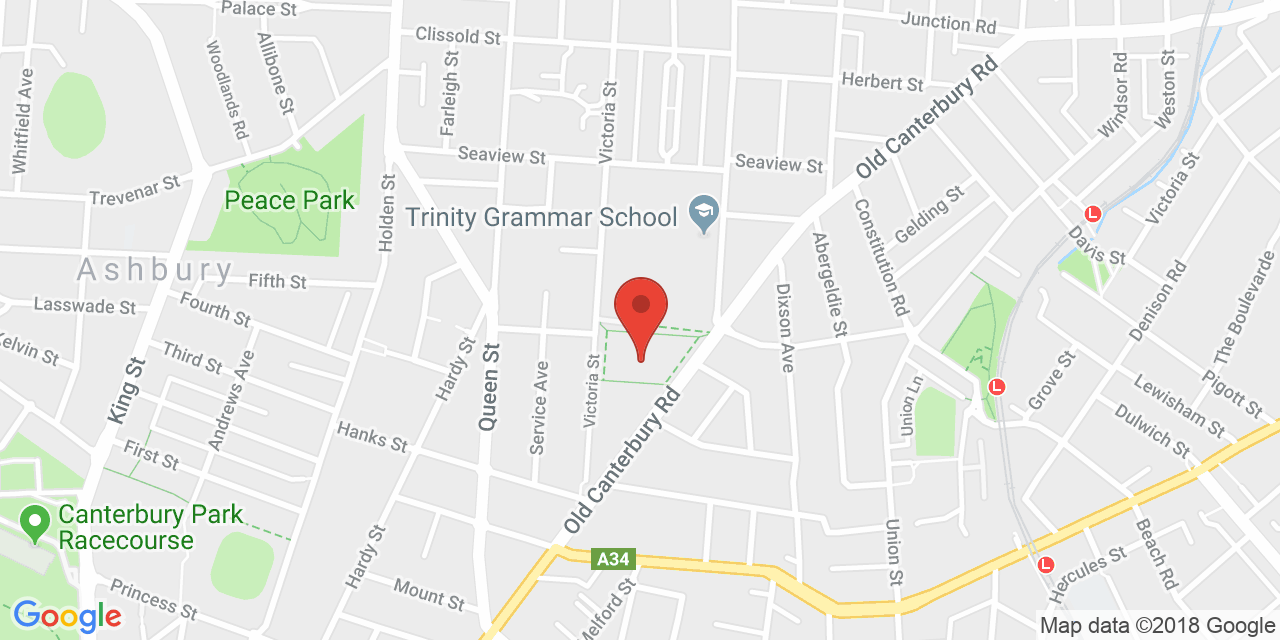 Palace St
Junction Rd
Clissold St
Allibone St
Woodlands Rd
Whitfield Ave
Farleigh St
Victoria St
Herbert St
Old Canterbury Rd
Windsor Rd
Weston St
Seaview St
Seaview St
Trevenar St
Peace Park
Holden St
Trinity Grammar School
Gelding St
Victoria St
Constitution Rd
Abergeldie St
Davis St
Ashbury
Fifth St
Lasswade St
Fourth St
Dixson Ave
Denison Rd
The Boulevarde
Kelvin St
Third St
Andrews Ave
King St
Hardy St
Queen St
Service Ave
Victoria St
Union Ln
Grove St
Pigott St
Lewisham St
Dulwich St
Hanks St
First St
Old Canterbury Rd
Canterbury Park
Racecourse
Hardy St
A34
Union St
Beach Rd
Hercules St
Mount St
Princess St
Melford St
L
L
L
Google
Map data ©2018 Google